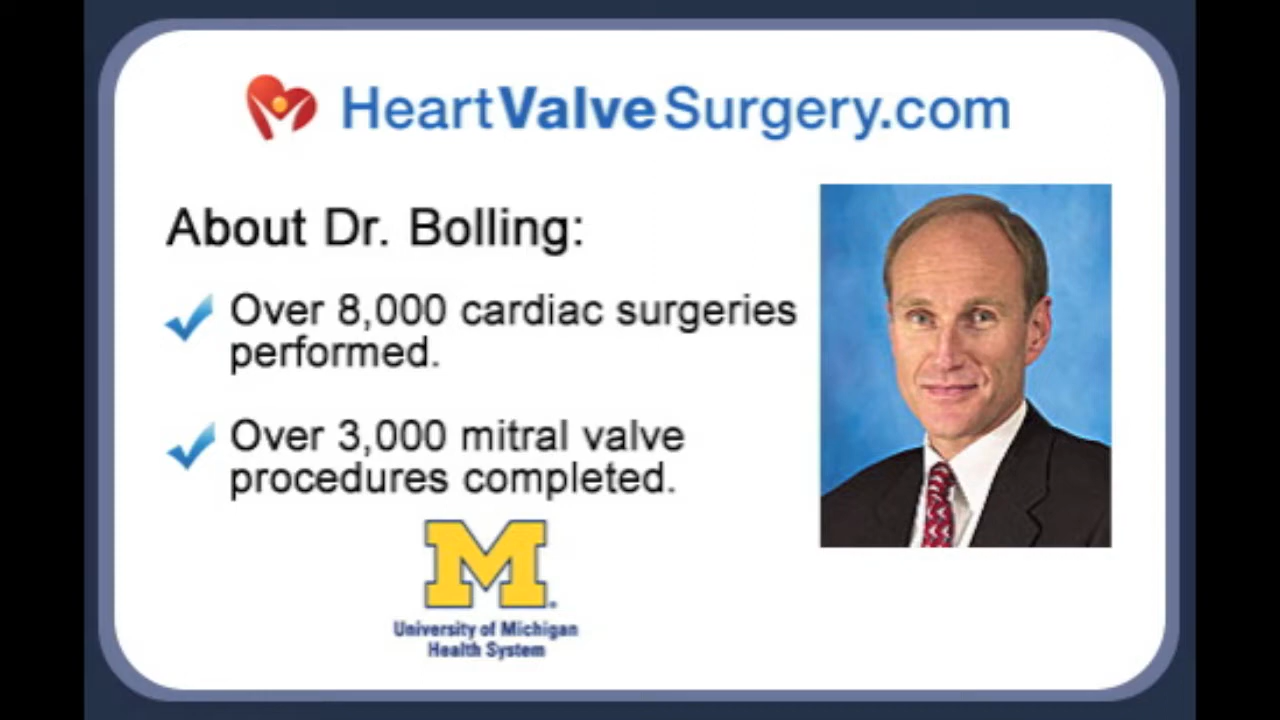 HeartValveSurgery.com
About Dr. Bolling:
Over 8,000 cardiac surgeries
performed.
Over 3,000 mitral valve
procedures completed.
M
University of Michigan
Health System